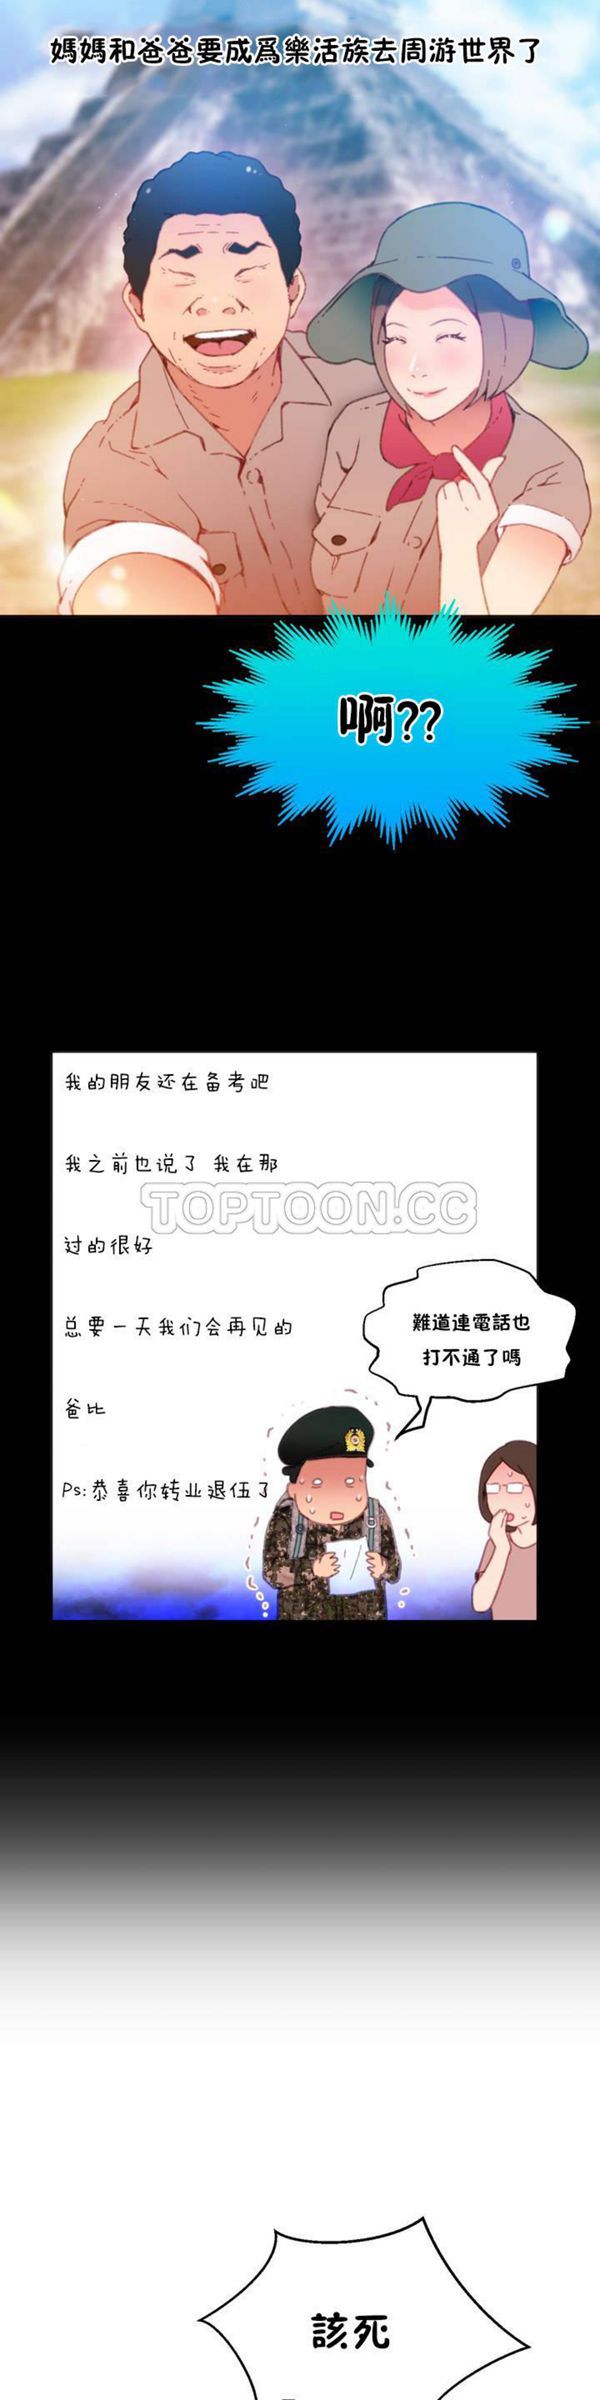 媽媽和爸爸要成爲樂活族去周游世界了
啊??
我的朋友还在备考吧
我之前也说了 我在那
TOPTOON.CC
过的很好
总要一天我们会再见的
爸比
Ps:恭喜你转业退伍了
難道連電話也
打不通了嗎
該死